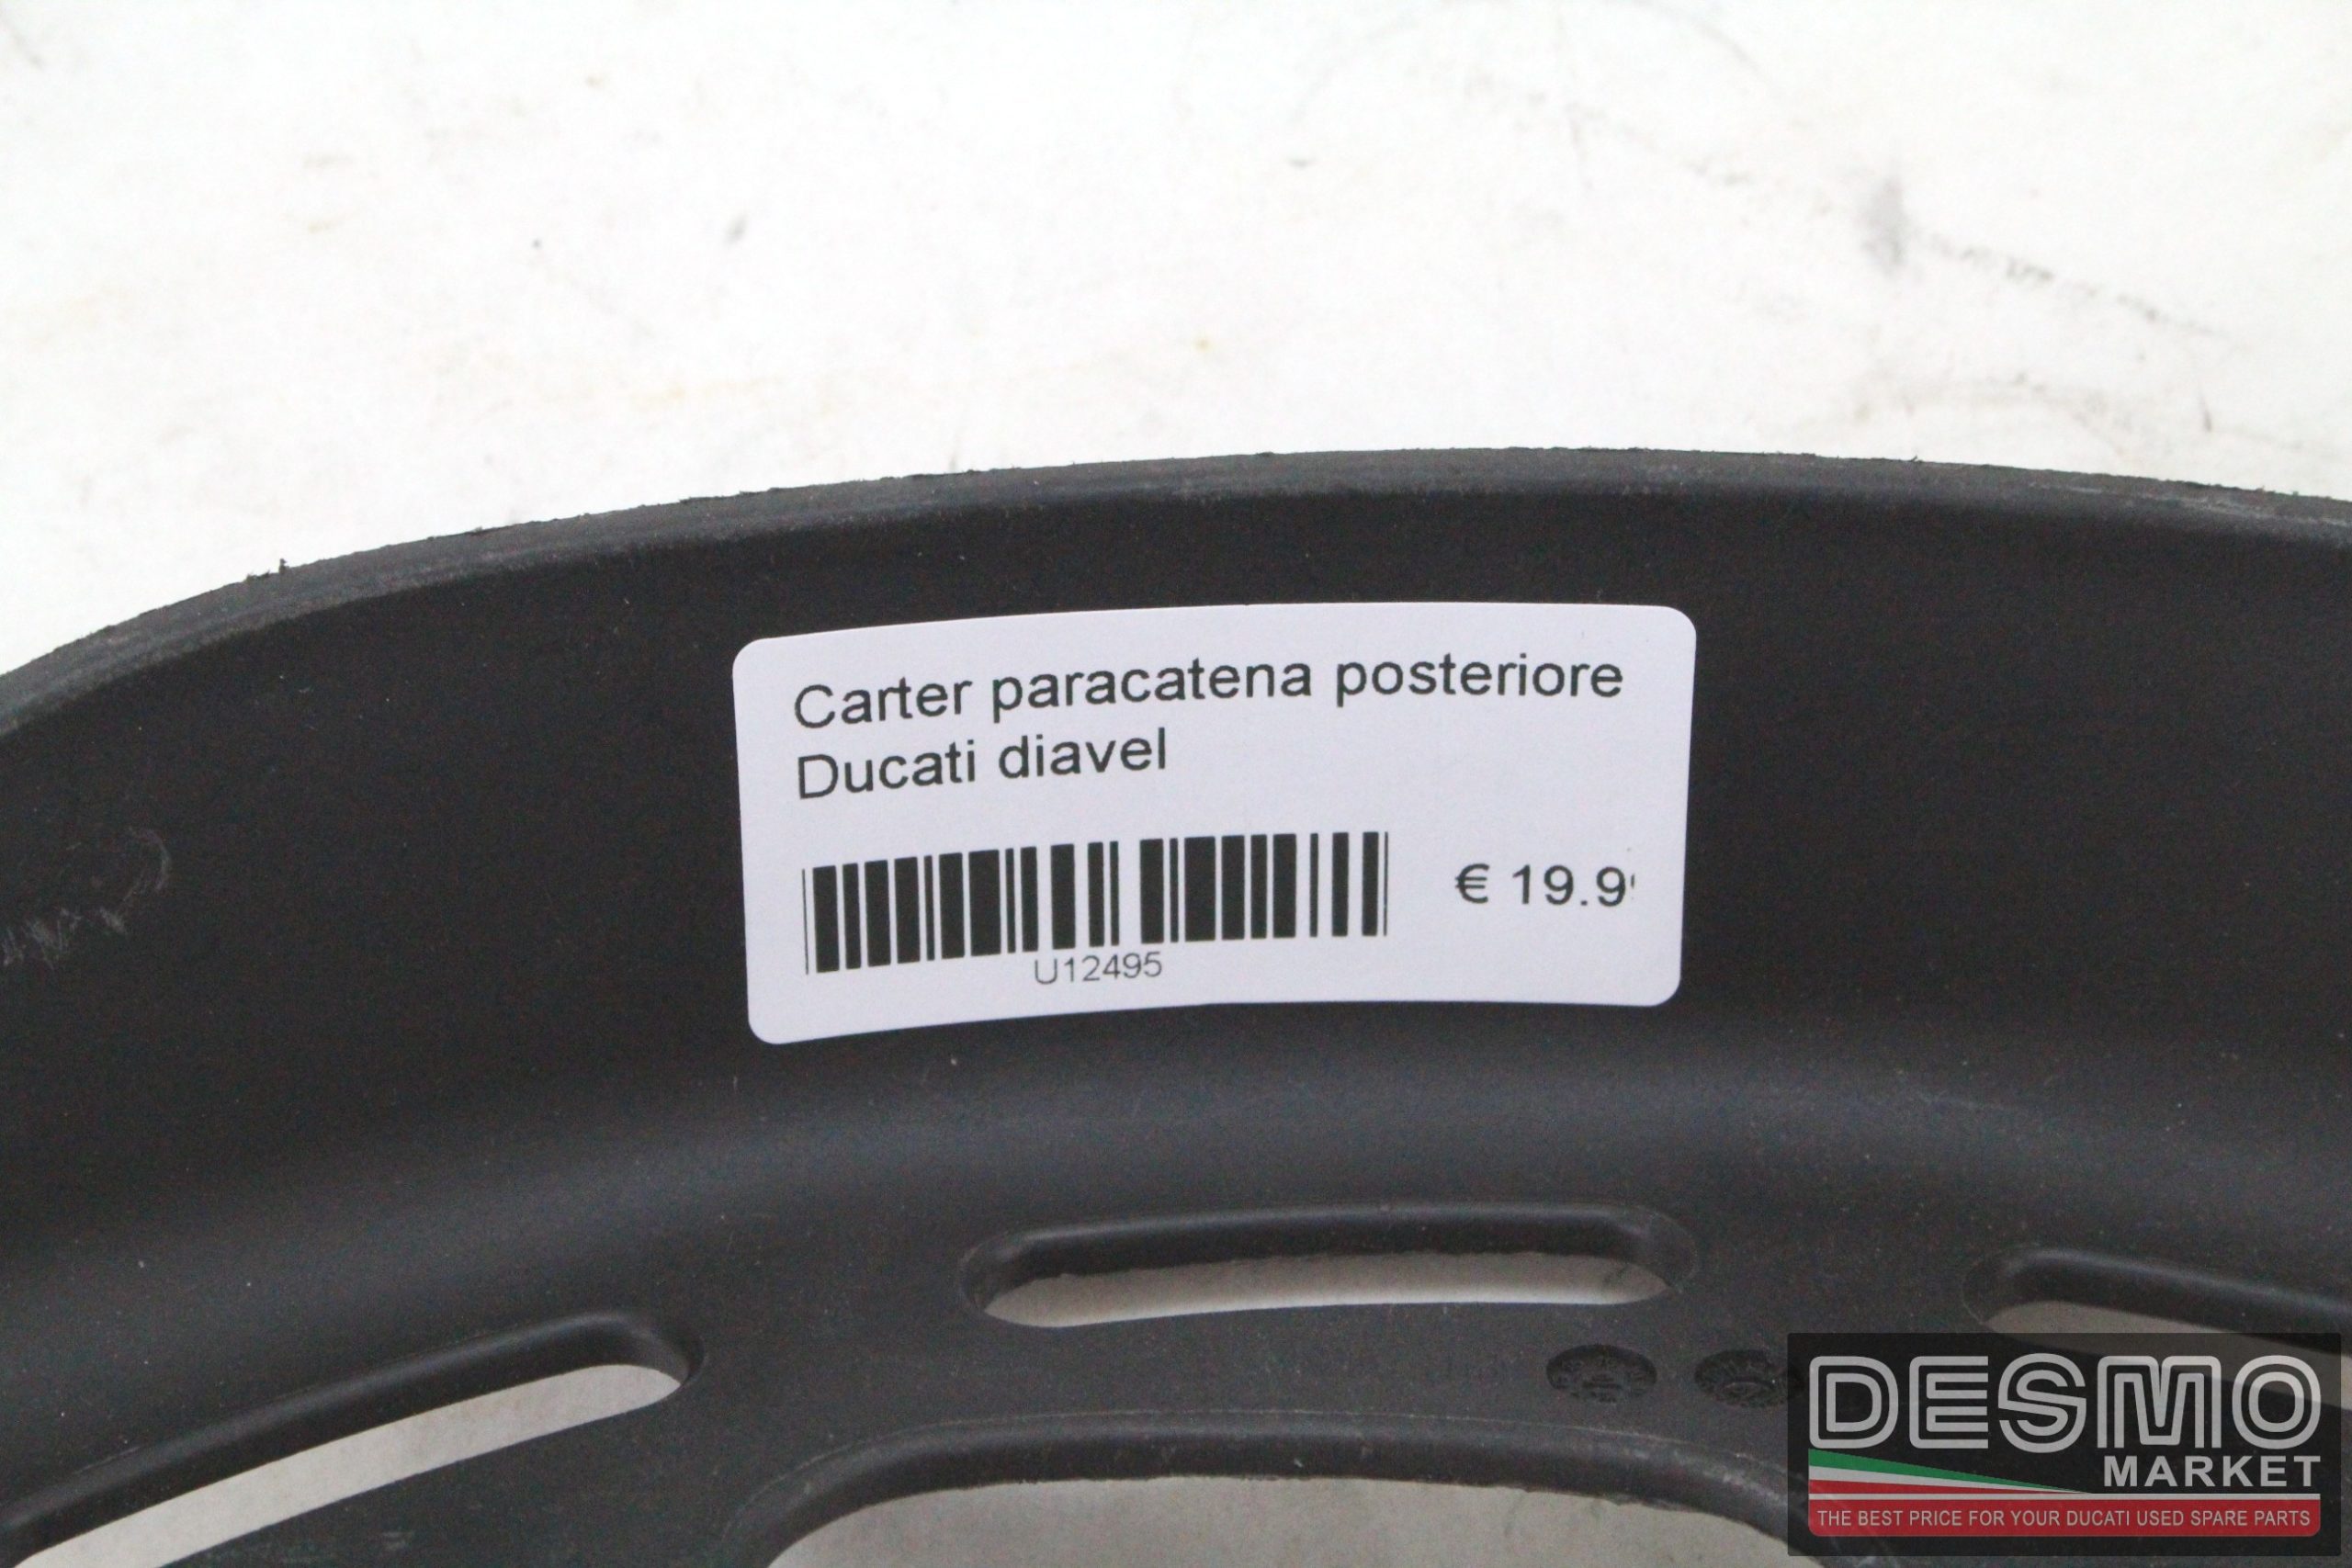 Carter paracatena posteriore
Ducati diavel
€ 19.9
U12495
DESMO
MARKET
THE BEST PRICE FOR YOUR DUCATI USED SPARE PARTS